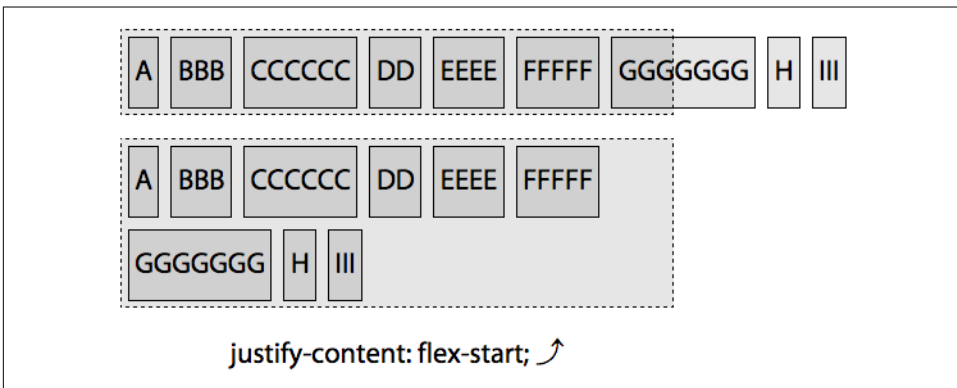 A BBB CCCCCC DD EEEE FFFFF GGGGGGG H III
A BBB CCCCCC DD EEEE FFFFF
GGGGGGG H III
justify-content: flex-start;